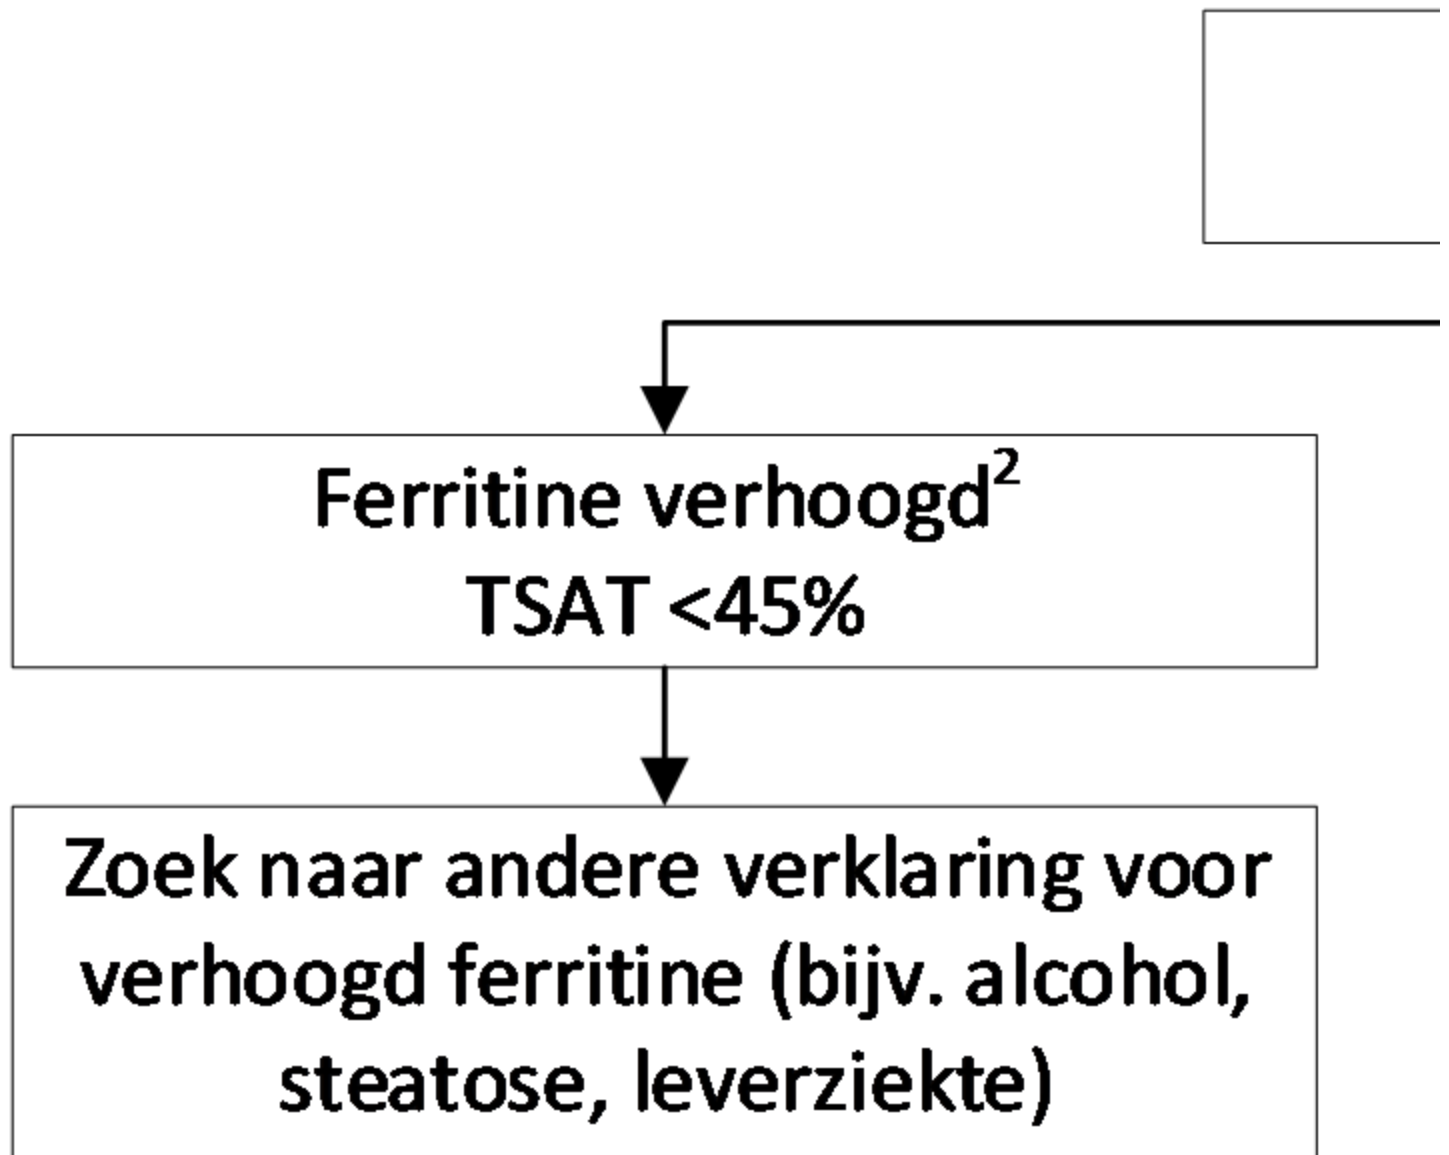 Ferritine verhoogd²
TSAT <45%
Zoek naar andere verklaring voor
verhoogd ferritine (bijv. alcohol,
steatose, leverziekte)